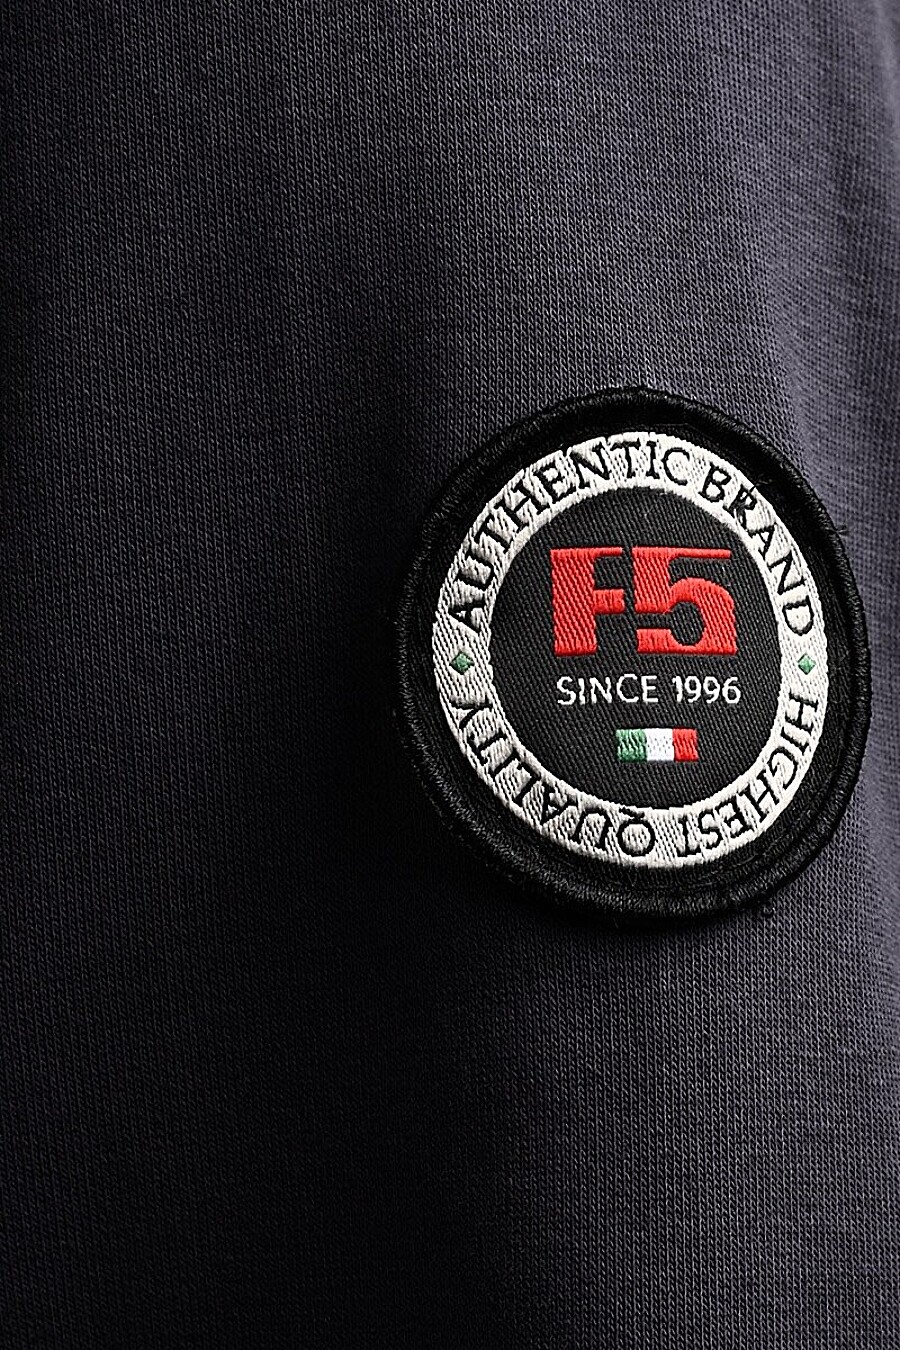 AUTHENTIC BRAND
F5
SINCE 1996
HIGHEST QUALITY